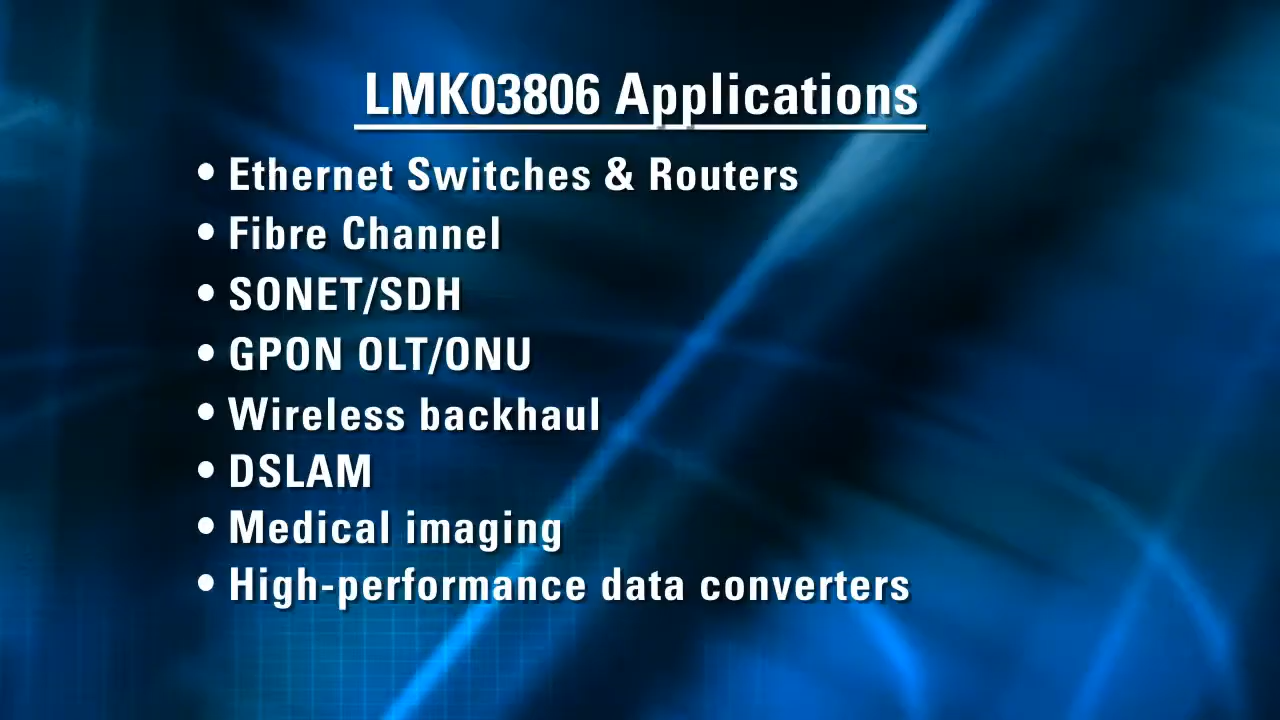 LMK03806 Applications
• Ethernet Switches & Routers
• Fibre Channel
• SONET/SDH
• GPON OLT/ONU
• Wireless backhaul
• DSLAM
• Medical imaging
• High-performance data converters